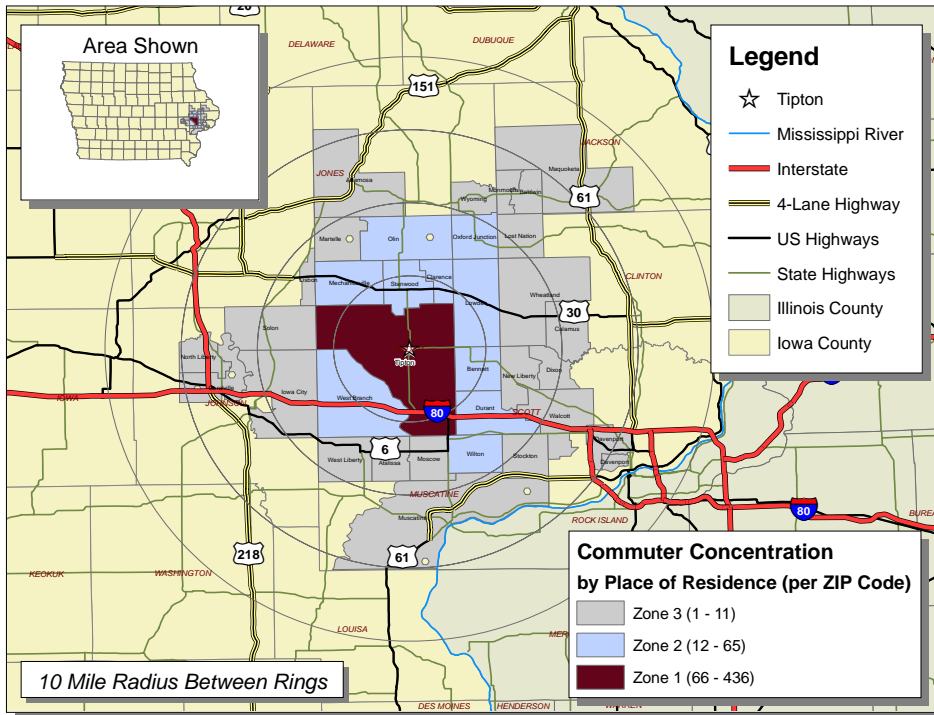 Area Shown
20
DELAWARE
DUBUQUE
151
JONES
JACKSON
Maquoketa
Monmouth
Baldwin
Wyoming
61
Martelle
Olin
Oxford Junction
Lost Nation
CLINTON
Lisbon
Mechanicsville
Stanwood
Clarence
Lowden
Wheatland
30
Calamus
Solon
North Liberty
Tipton
Bennett
New Liberty
Dixon
IOWA
JOHNSON
Iowa City
West Branch
80
Durant
SCOTT
Walcott
Davenport
Davenport
6
West Liberty
Atalissa
Moscow
Wilton
Stockton
MUSCATINE
Muscatine
ROCK ISLAND
80
61
218
KEOKUK
WASHINGTON
LOUISA
DES MOINES
HENDERSON
Legend
Tipton
Mississippi River
Interstate
4-Lane Highway
US Highways
State Highways
Illinois County
Iowa County
Commuter Concentration
by Place of Residence (per ZIP Code)
Zone 3 (1 - 11)
Zone 2 (12 - 65)
Zone 1 (66 - 436)
10 Mile Radius Between Rings